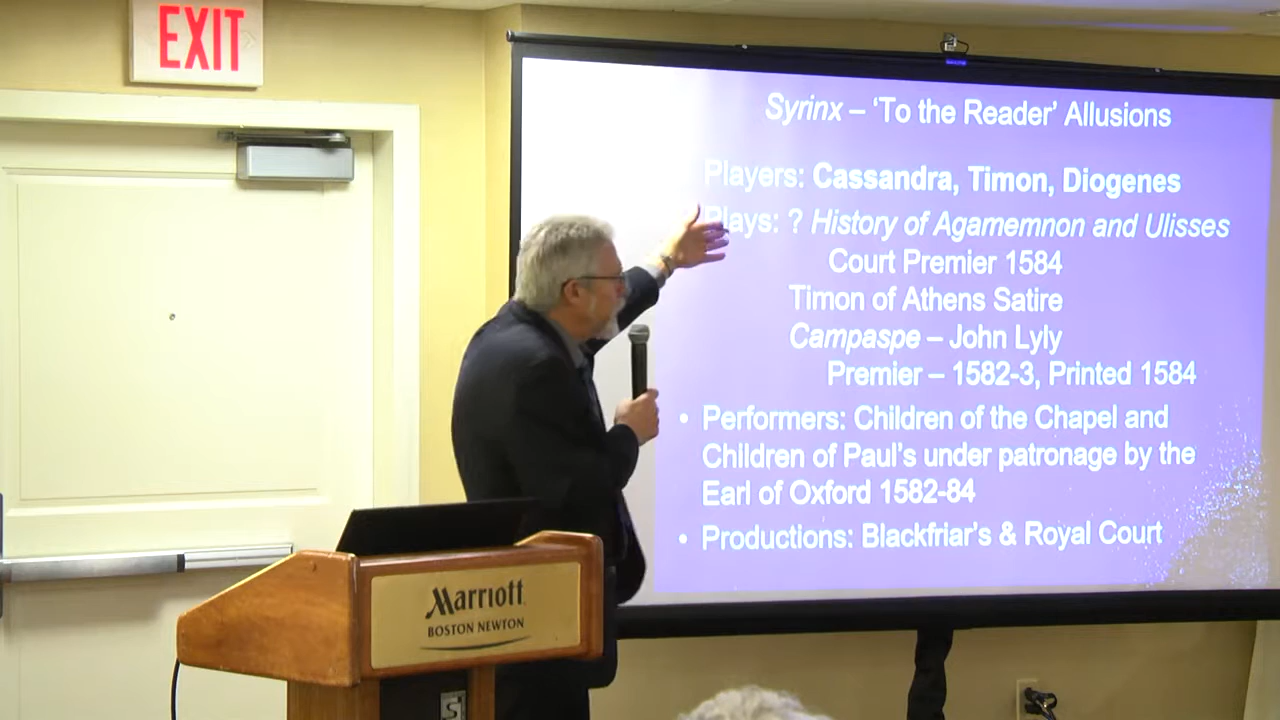 EXIT
Syrinx – ‘To the Reader’ Allusions
Players: Cassandra, Timon, Diogenes
Plays: ? History of Agamemnon and Ulisses
Court Premier 1584
Timon of Athens Satire
Campaspe – John Lyly
Premier – 1582-3, Printed 1584
• Performers: Children of the Chapel and
Children of Paul’s under patronage by the
Earl of Oxford 1582-84
• Productions: Blackfriar’s & Royal Court
Marriott
BOSTON NEWTON